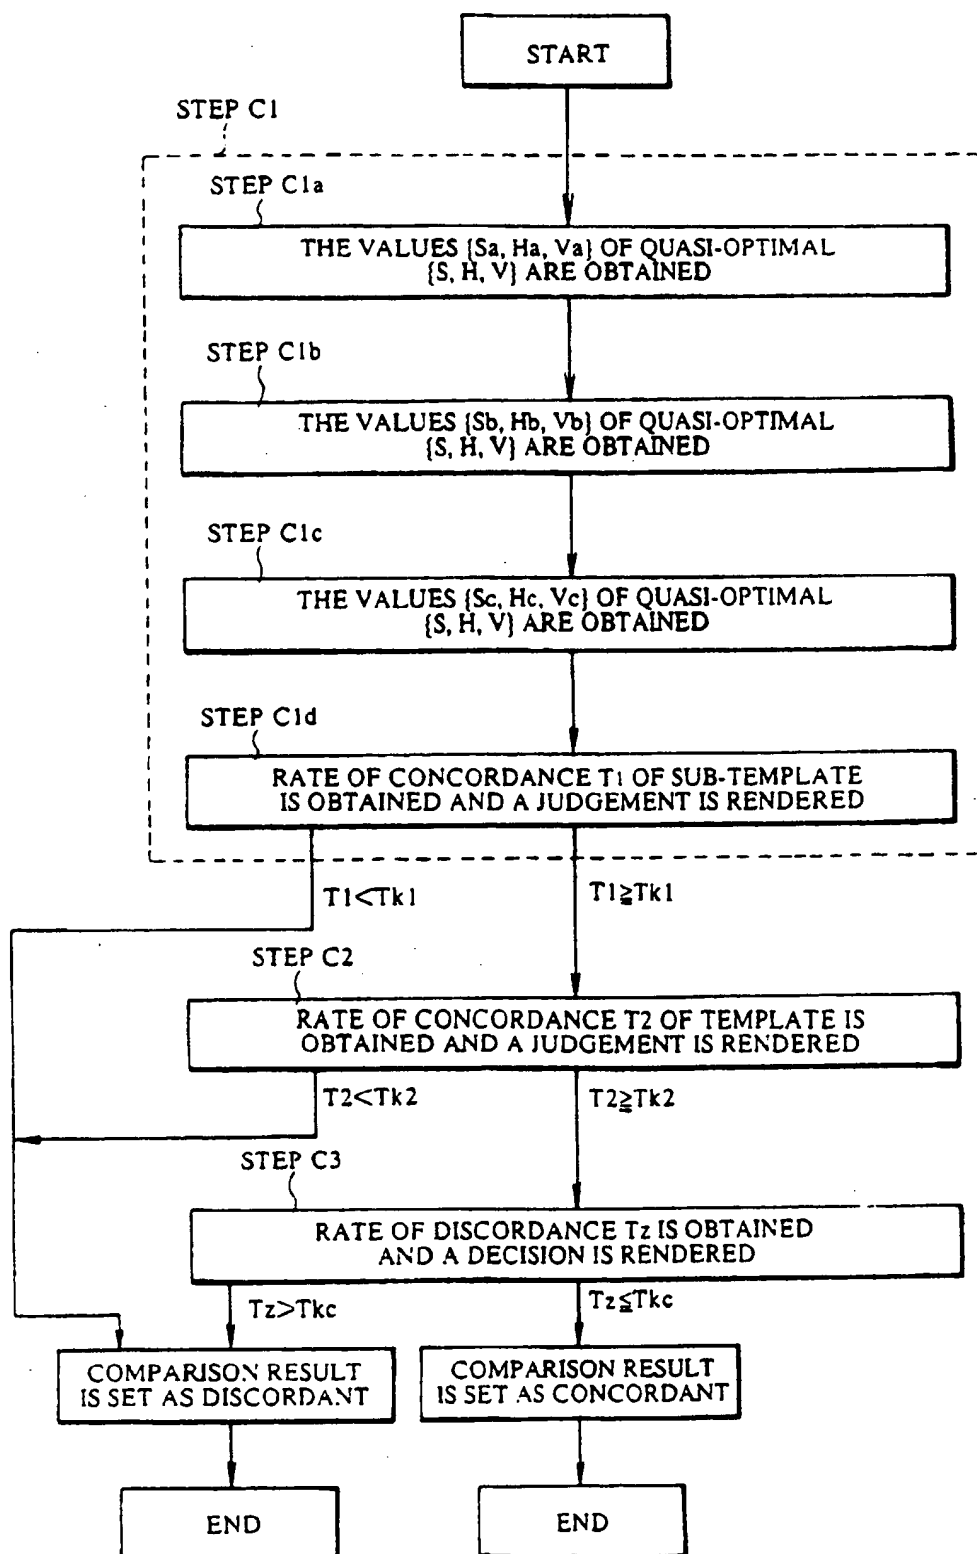 START
STEP C1
STEP C1a
THE VALUES {Sa, Ha, Va} OF QUASI-OPTIMAL
{S, H, V} ARE OBTAINED
STEP C1b
THE VALUES {Sb, Hb, Vb} OF QUASI-OPTIMAL
{S, H, V} ARE OBTAINED
STEP C1c
THE VALUES {Sc, Hc, Vc} OF QUASI-OPTIMAL
{S, H, V} ARE OBTAINED
STEP C1d
RATE OF CONCORDANCE T1 OF SUB-TEMPLATE
IS OBTAINED AND A JUDGEMENT IS RENDERED
T1<Tk1
T1≧Tk1
STEP C2
RATE OF CONCORDANCE T2 OF TEMPLATE IS
OBTAINED AND A JUDGEMENT IS RENDERED
T2<Tk2
T2≧Tk2
STEP C3
RATE OF DISCORDANCE Tz IS OBTAINED
AND A DECISION IS RENDERED
Tz>Tkc
Tz≦Tkc
COMPARISON RESULT
IS SET AS DISCORDANT
COMPARISON RESULT
IS SET AS CONCORDANT
END
END